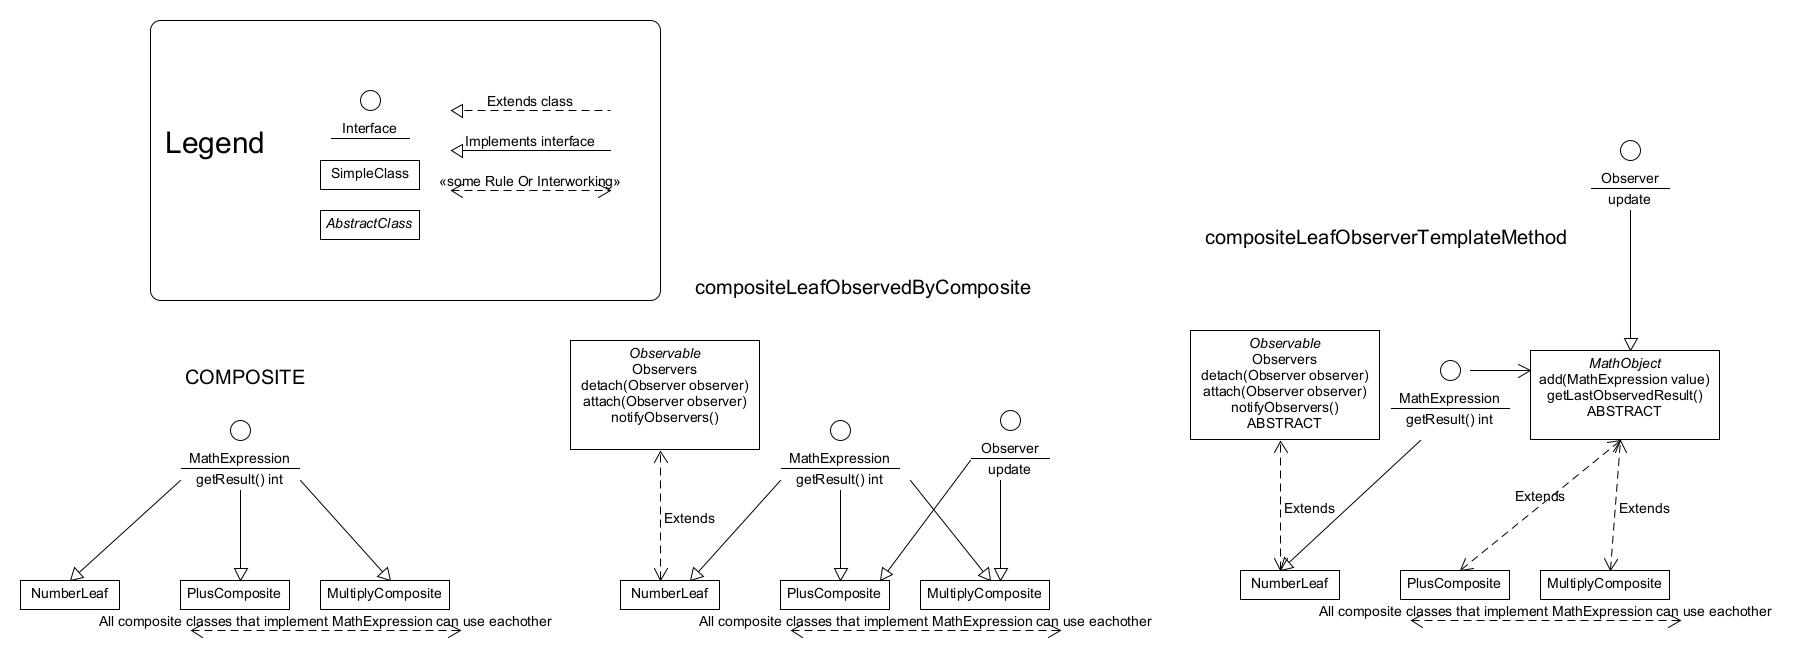 Legend
Interface
SimpleClass
AbstractClass
Extends class
Implements interface
«some Rule Or Interworking»
COMPOSITE
MathExpression
getResult() int
NumberLeaf
PlusComposite
MultiplyComposite
All composite classes that implement MathExpression can use eachother
compositeLeafObservedByComposite
Observable
Observers
detach(Observer observer)
attach(Observer observer)
notifyObservers()
MathExpression
getResult() int
Observer
update
Extends
NumberLeaf
PlusComposite
MultiplyComposite
All composite classes that implement MathExpression can use eachother
compositeLeafObserverTemplateMethod
Observer
update
Observable
Observers
detach(Observer observer)
attach(Observer observer)
notifyObservers()
ABSTRACT
MathExpression
getResult() int
MathObject
add(MathExpression value)
getLastObservedResult()
ABSTRACT
Extends
Extends
Extends
NumberLeaf
PlusComposite
MultiplyComposite
All composite classes that implement MathExpression can use eachother